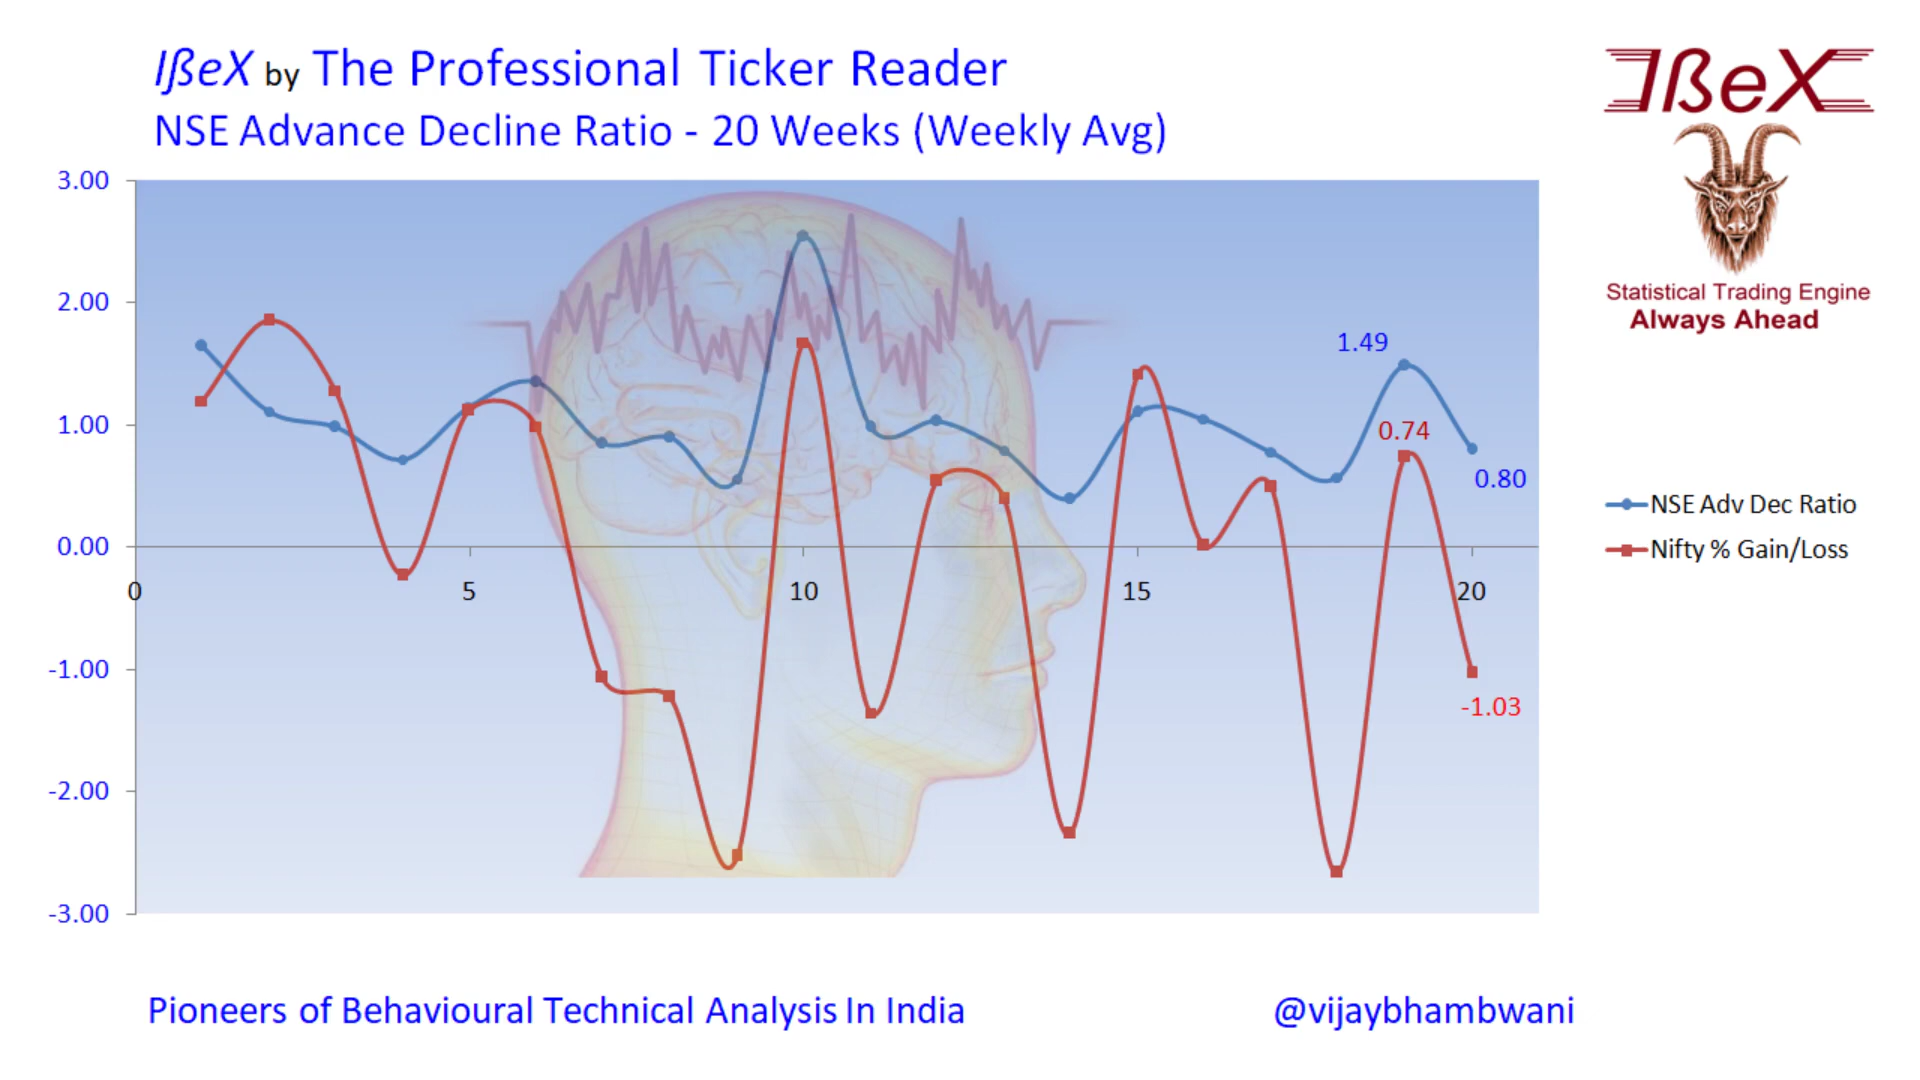 IßeX by The Professional Ticker Reader
NSE Advance Decline Ratio - 20 Weeks (Weekly Avg)
IßeX
Statistical Trading Engine
Always Ahead
3.00
2.00
1.00
0.00
-1.00
-2.00
-3.00
0 5 10 15 20
1.49
0.74
0.80
-1.03
NSE Adv Dec Ratio
Nifty % Gain/Loss
Pioneers of Behavioural Technical Analysis In India
@vijaybhambwani